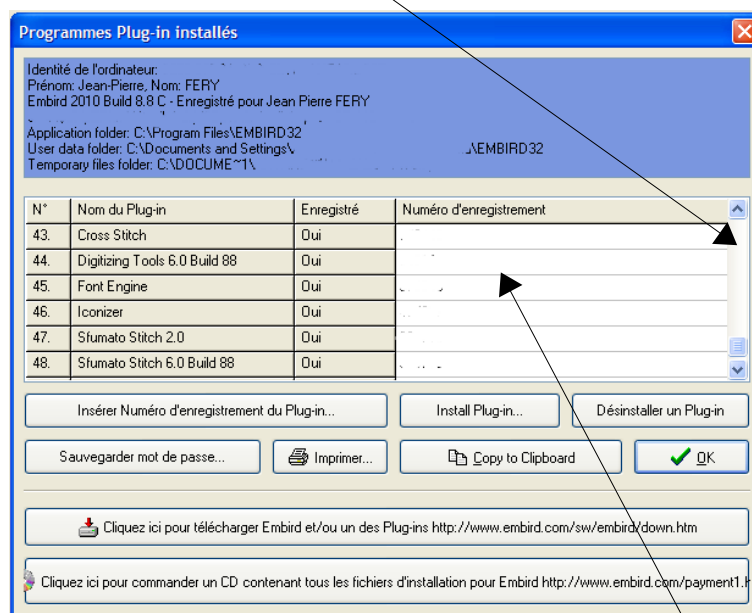 Programmes Plug-in installés
Identité de l'ordinateur:
Prénom: Jean-Pierre, Nom: FERY
Embird 2010 Build 8.8 C - Enregistré pour Jean Pierre FERY
Application folder: C:\Program Files\EMBIRD32
User data folder: C:\Documents and Settings\ \EMBIRD32
Temporary files folder: C:\DOCUME~1\
N° Nom du Plug-in Enregistré Numéro d'enregistrement
43. Cross Stitch Oui
44. Digitizing Tools 6.0 Build 88 Oui
45. Font Engine Oui
46. Iconizer Oui
47. Sfumato Stitch 2.0 Oui
48. Sfumato Stitch 6.0 Build 88 Oui
Insérer Numéro d'enregistrement du Plug-in... Install Plug-in... Désinstaller un Plug-in
Sauvegarder mot de passe... Imprimer... Copy to Clipboard OK
Cliquez ici pour télécharger Embird et/ou un des Plug-ins http://www.embird.com/sw/embird/down.htm
Cliquez ici pour commander un CD contenant tous les fichiers d'installation pour Embird http://www.embird.com/payment1.h